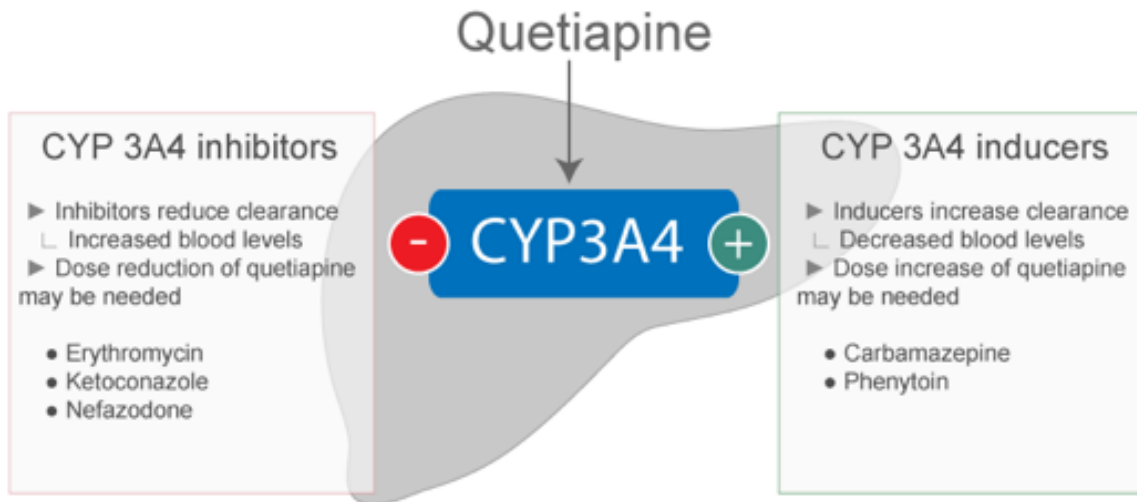 Quetiapine
CYP 3A4 inhibitors
► Inhibitors reduce clearance
∟ Increased blood levels
► Dose reduction of quetiapine
may be needed
● Erythromycin
● Ketoconazole
● Nefazodone
- CYP3A4 +
CYP 3A4 inducers
► Inducers increase clearance
∟ Decreased blood levels
► Dose increase of quetiapine
may be needed
● Carbamazepine
● Phenytoin